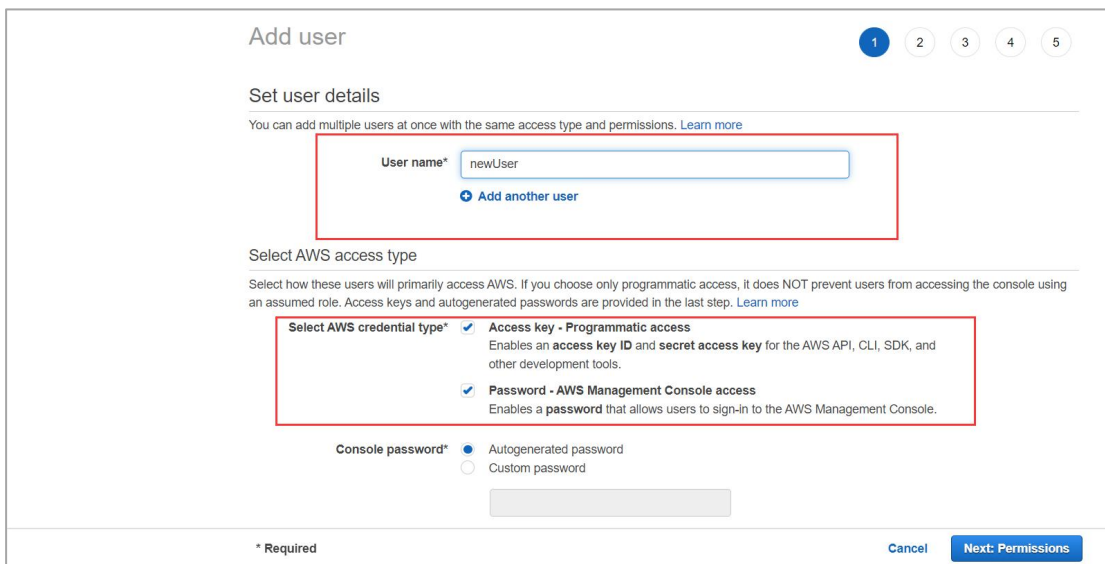 Add user
1 2 3 4 5
Set user details
You can add multiple users at once with the same access type and permissions. Learn more
User name* newUser
Add another user
Select AWS access type
Select how these users will primarily access AWS. If you choose only programmatic access, it does NOT prevent users from accessing the console using
an assumed role. Access keys and autogenerated passwords are provided in the last step. Learn more
Select AWS credential type* Access key - Programmatic access
Enables an access key ID and secret access key for the AWS API, CLI, SDK, and
other development tools.
Password - AWS Management Console access
Enables a password that allows users to sign-in to the AWS Management Console.
Console password* Autogenerated password
Custom password
* Required Cancel Next: Permissions